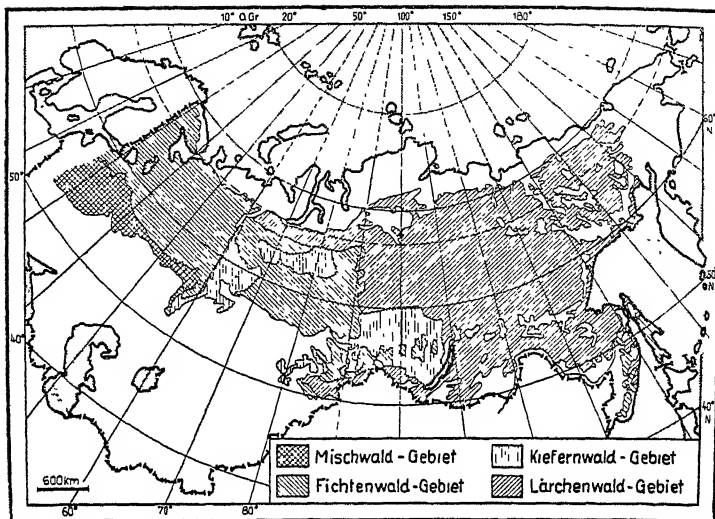 10° ö.Gr 20° 50° 100° 150° 180°
60°
N
50°
50°
N
40°
40°
N
Mischwald-Gebiet Kiefernwald-Gebiet
Fichtenwald-Gebiet Lärchenwald-Gebiet
600km
60° 70° 80°